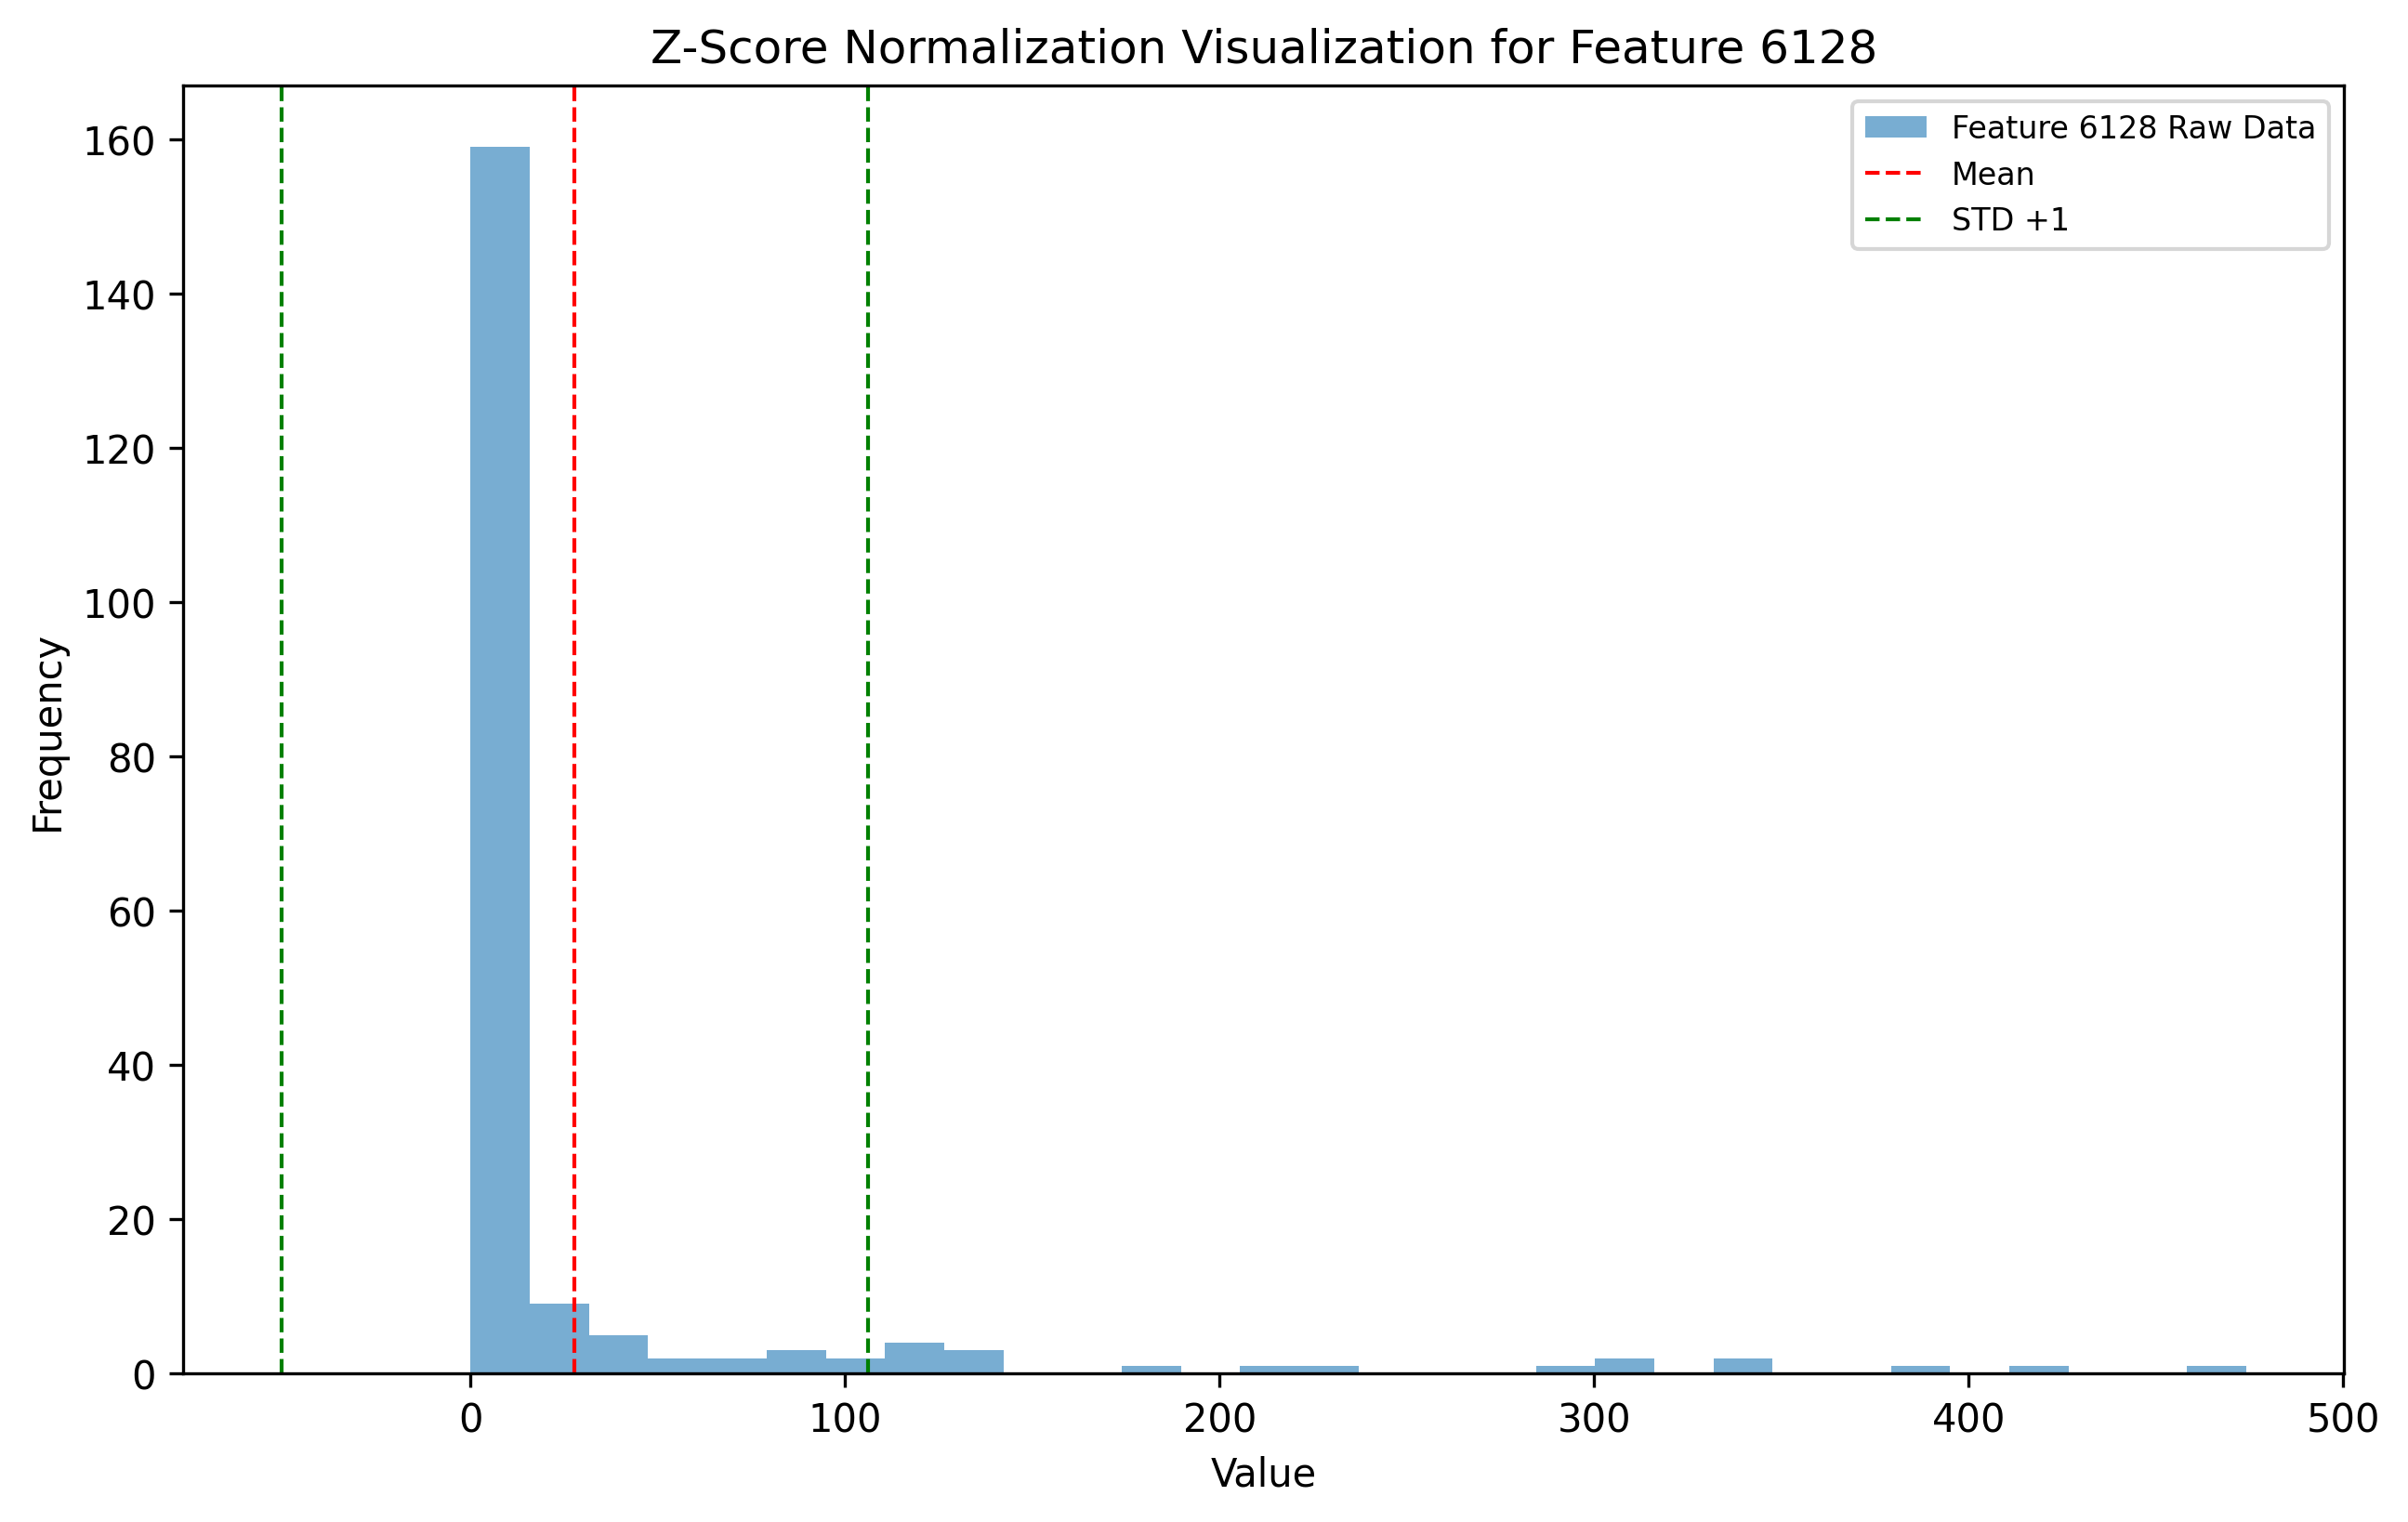 Z-Score Normalization Visualization for Feature 6128
Feature 6128 Raw Data
Mean
STD +1
160
140
120
100
80
60
40
20
0
Frequency
0 100 200 300 400 500
Value